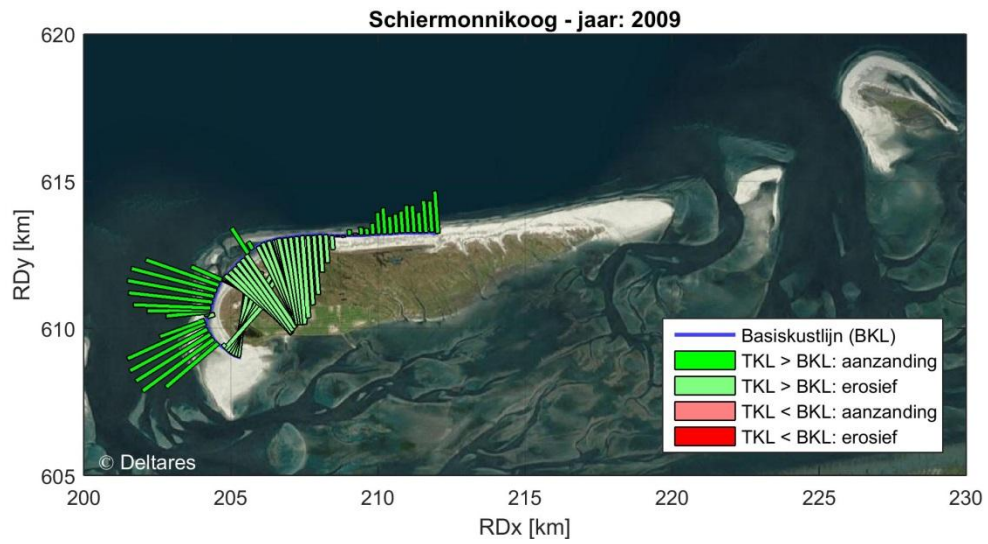 Schiermonnikoog - jaar: 2009
620
615
610
605
RDy [km]
200
205
210
215
220
225
230
RDx [km]
Basiskustlijn (BKL)
TKL > BKL: aanzanding
TKL > BKL: erosief
TKL < BKL: aanzanding
TKL < BKL: erosief
© Deltares